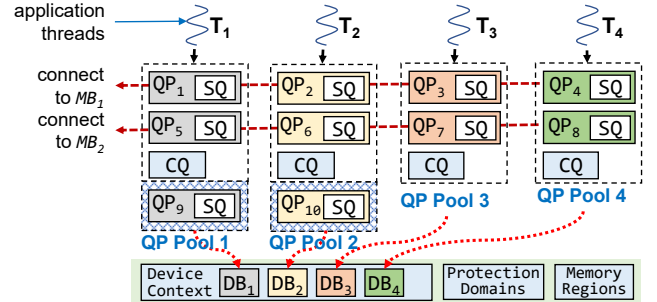 application
threads
T1 T2 T3 T4
connect
to MB1
QP1 SQ QP2 SQ QP3 SQ QP4 SQ
connect
to MB2
QP5 SQ QP6 SQ QP7 SQ QP8 SQ
CQ CQ CQ CQ
QP9 SQ QP10 SQ
QP Pool 1 QP Pool 2 QP Pool 3 QP Pool 4
Device
Context
DB1 DB2 DB3 DB4
Protection
Domains
Memory
Regions